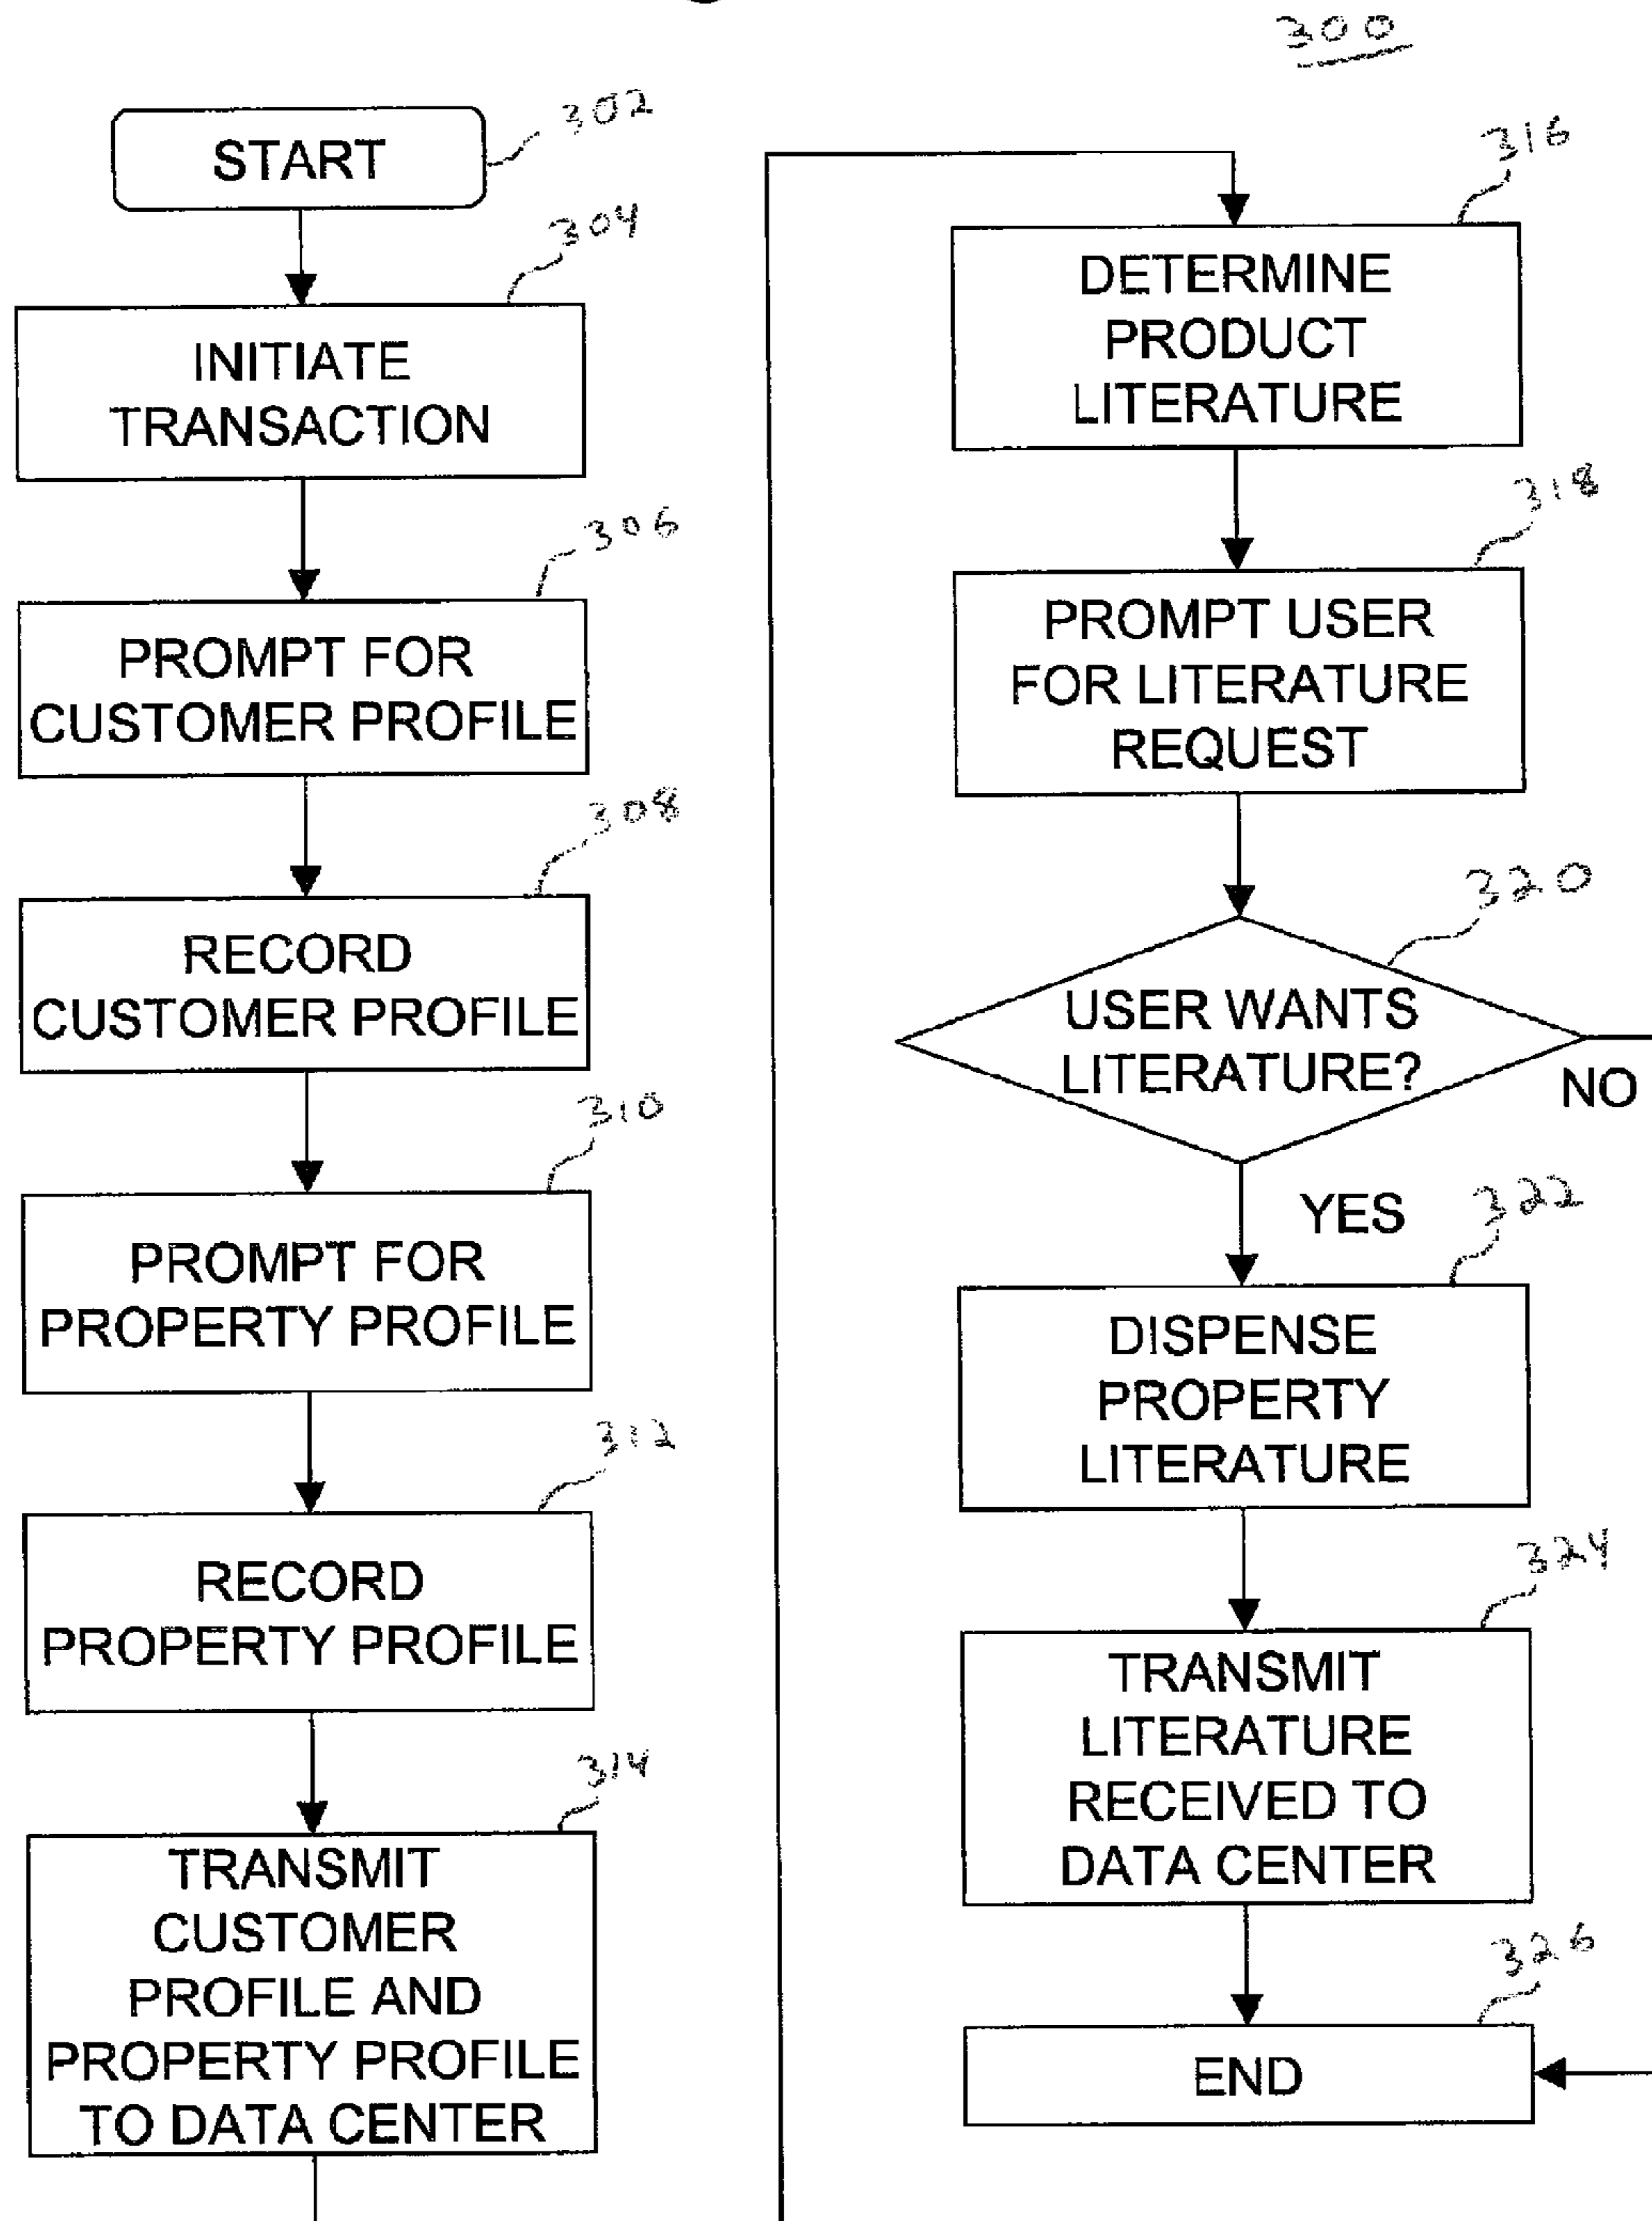 300
302
START
304
INITIATE
TRANSACTION
306
PROMPT FOR
CUSTOMER PROFILE
308
RECORD
CUSTOMER PROFILE
310
PROMPT FOR
PROPERTY PROFILE
312
RECORD
PROPERTY PROFILE
314
TRANSMIT
CUSTOMER
PROFILE AND
PROPERTY PROFILE
TO DATA CENTER
316
DETERMINE
PRODUCT
LITERATURE
318
PROMPT USER
FOR LITERATURE
REQUEST
320
USER WANTS
LITERATURE?
NO
YES
322
DISPENSE
PROPERTY
LITERATURE
324
TRANSMIT
LITERATURE
RECEIVED TO
DATA CENTER
326
END